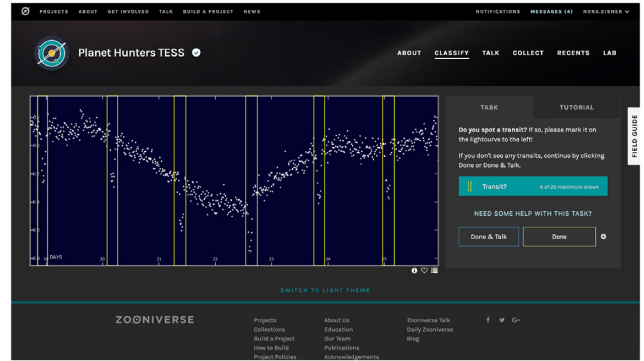 PROJECTS ABOUT GET INVOLVED TALK BUILD A PROJECT NEWS NOTIFICATIONS MESSAGES (4) NORA.EISNER
Planet Hunters TESS ABOUT CLASSIFY TALK COLLECT RECENTS LAB
TASK TUTORIAL
FIELD GUIDE
Do you spot a transit? If so, please mark it on
the lightcurve to the left!
If you don't see any transits, continue by clicking
Done or Done & Talk.
Transit? 6 of 20 maximum drawn
NEED SOME HELP WITH THIS TASK?
Done & Talk Done
DAYS 19 20 21 22 23 24 25
SWITCH TO LIGHT THEME
ZOONIVERSE
Projects About Us Zooniverse Talk
Collections Education Daily Zooniverse
Build a Project Our Team Blog
How to Build Publications
Project Policies Acknowledgements